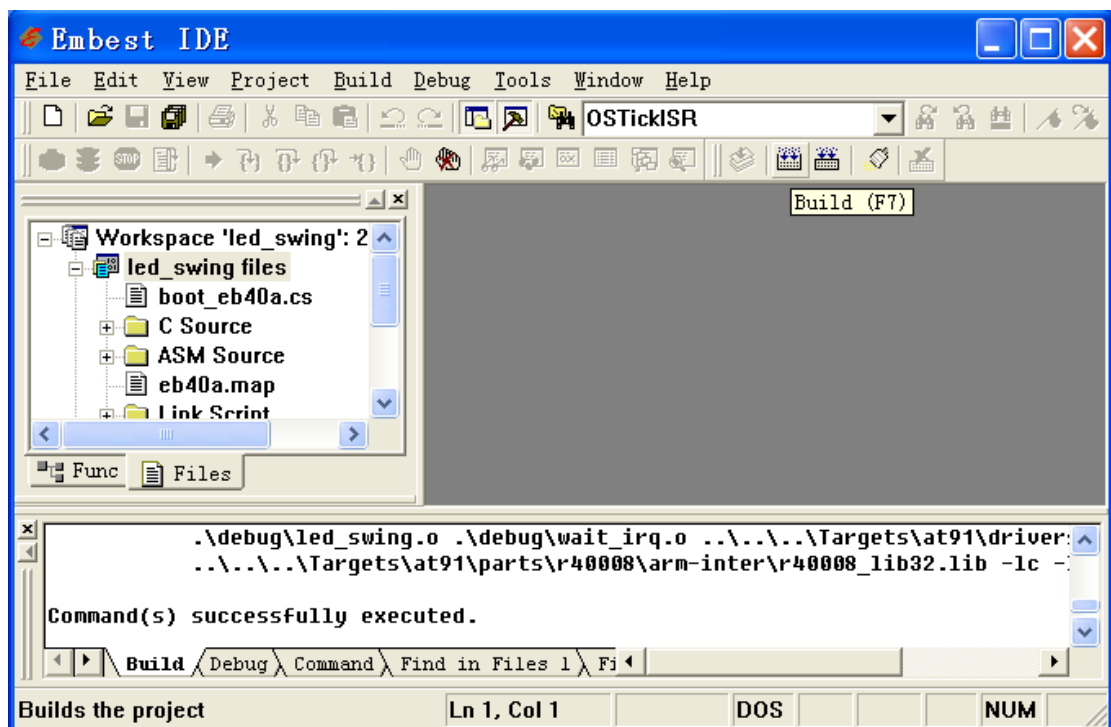 Embest IDE
File Edit View Project Build Debug Tools Window Help
OSTickISR
STOP
Build (F7)
Workspace 'led_swing': 2
led_swing files
boot_eb40a.cs
C Source
ASM Source
eb40a.map
Link Script
Func Files
.\debug\led_swing.o .\debug\wait_irq.o ..\..\..\Targets\at91\driver
..\..\..\Targets\at91\parts\r40008\arm-inter\r40008_lib32.lib -lc -
Command(s) successfully executed.
Build Debug Command Find in Files 1 Fi
Builds the project Ln 1, Col 1 DOS NUM